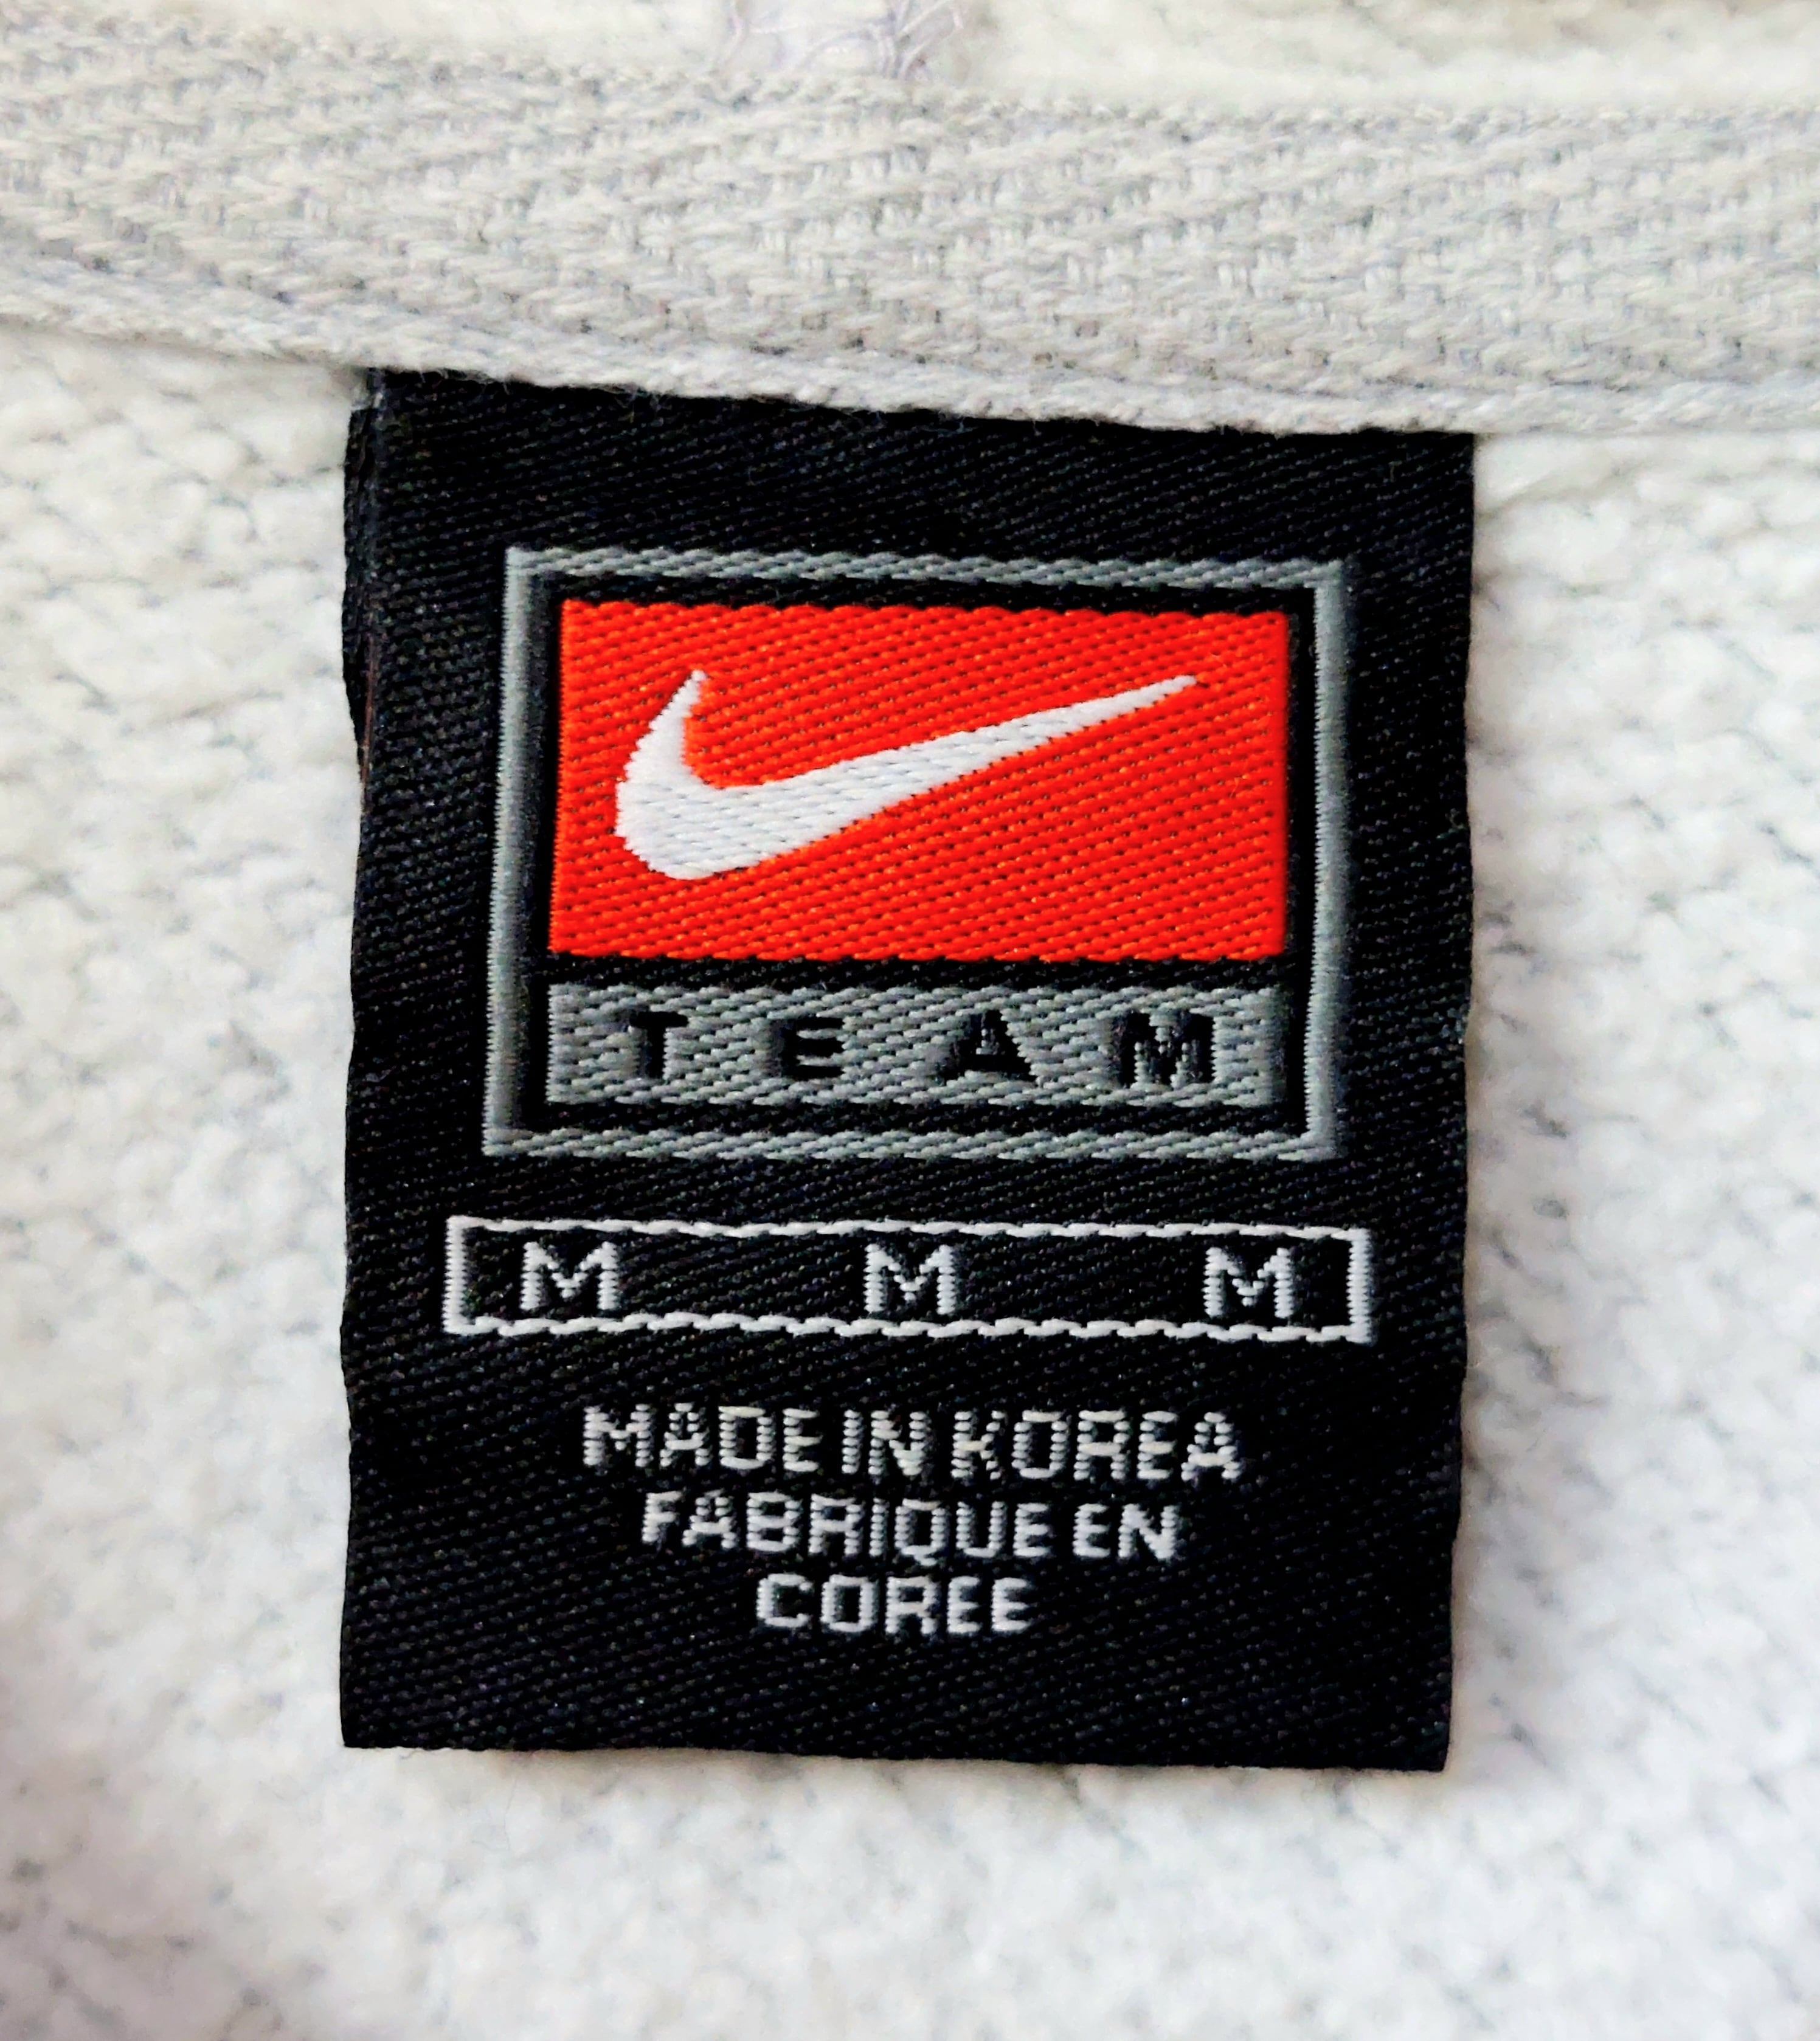 TEAM
M M M
MADE IN KOREA
FABRIQUE EN
COREE